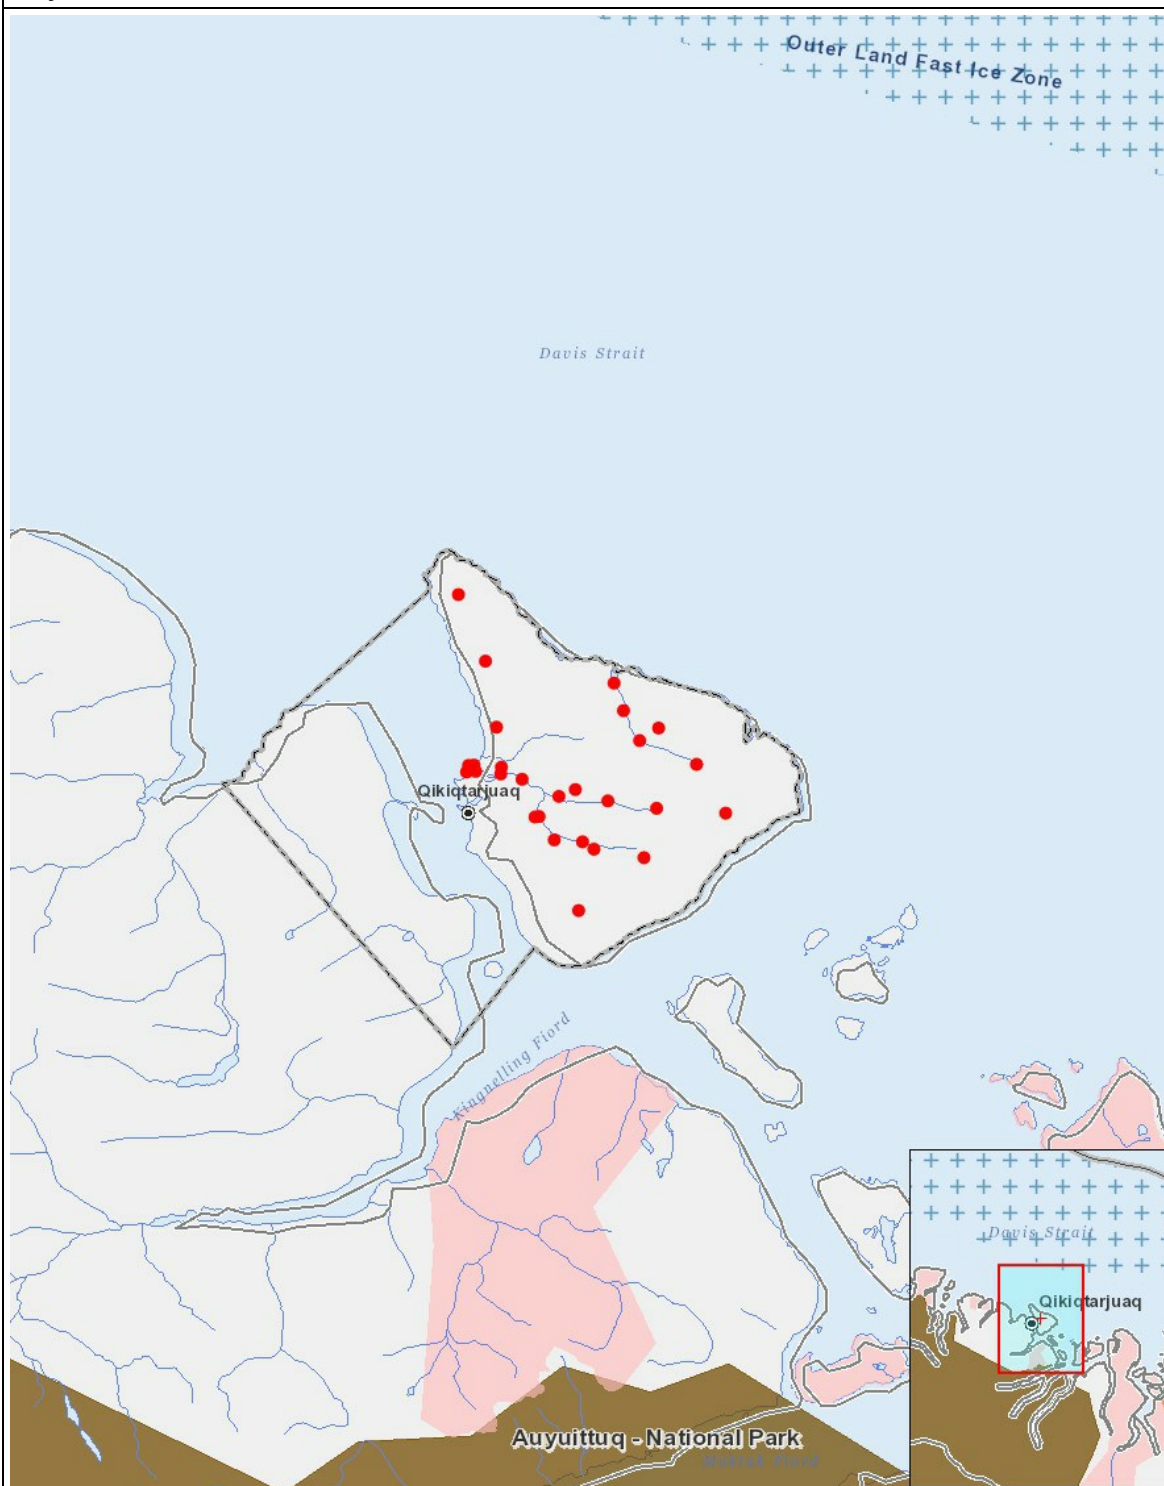 Outer Land Fast Ice Zone
Davis Strait
Qikiqtarjuaq
Kingnelling Fiord
Davis Strait
Qikiqtarjuaq
Auyuittuq - National Park